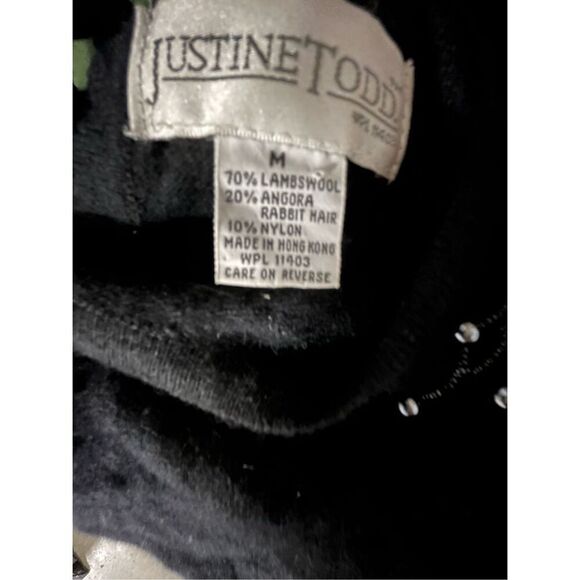 JUSTINE TODD
M
70% LAMBSWOOL
20% ANGORA
RABBIT HAIR
10% NYLON
MADE IN HONG KONG
WPL 11403
CARE ON REVERSE